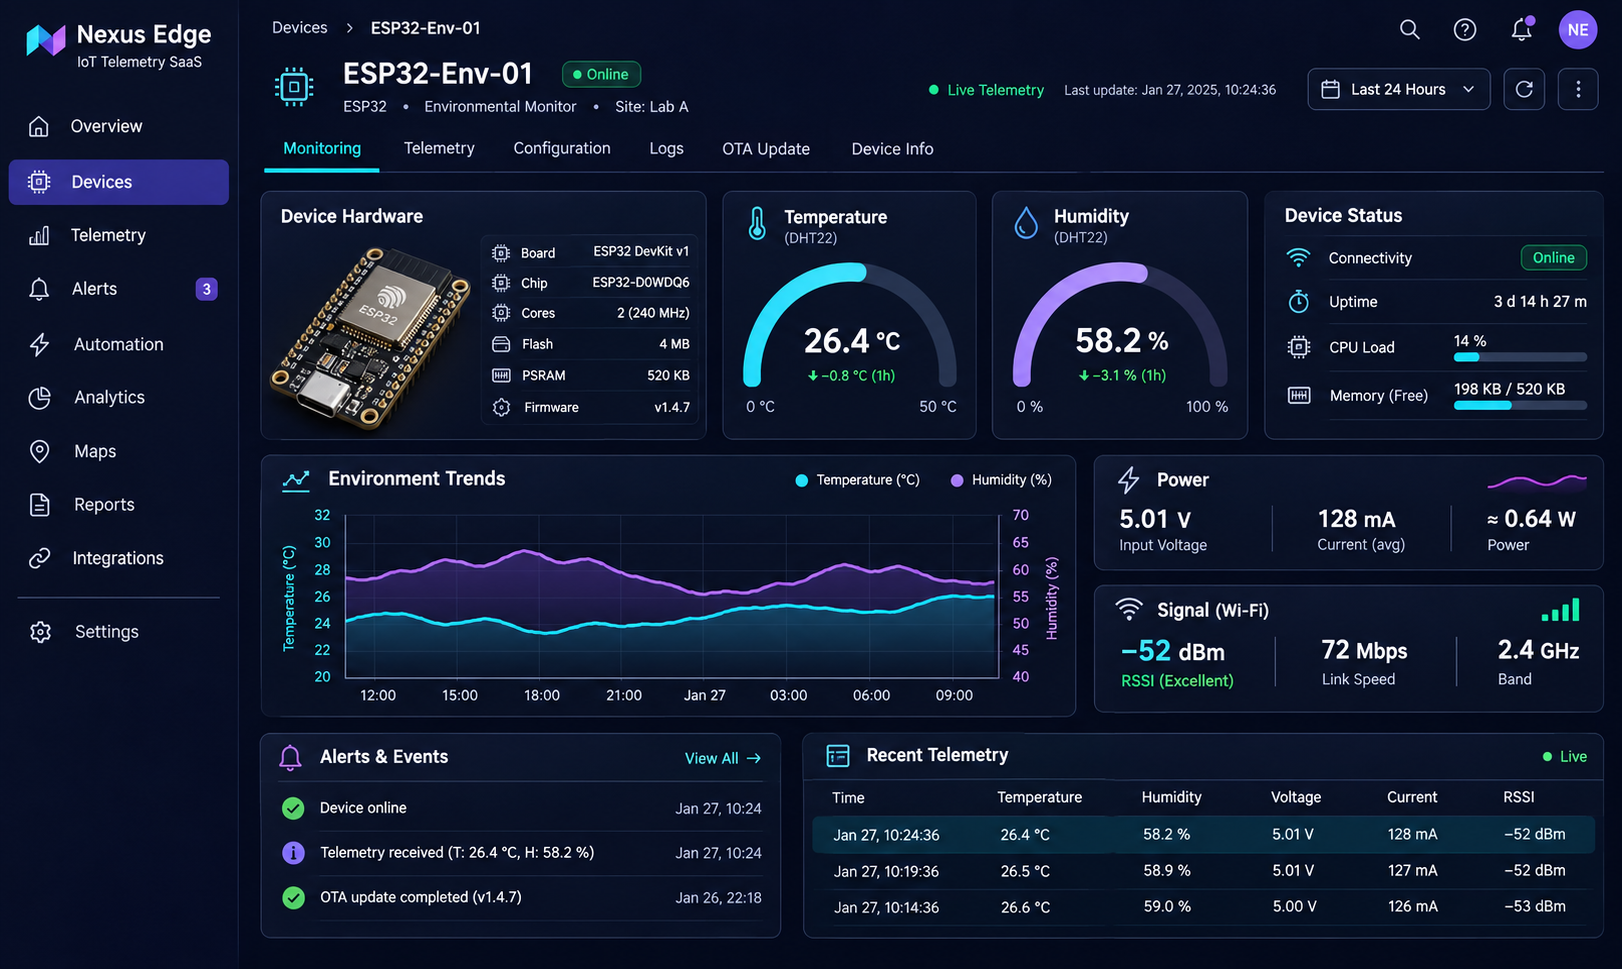 Nexus Edge
IoT Telemetry SaaS
Overview
Devices
Telemetry
Alerts 3
Automation
Analytics
Maps
Reports
Integrations
Settings
Devices > ESP32-Env-01
NE
ESP32-Env-01 Online
ESP32 • Environmental Monitor • Site: Lab A
Live Telemetry Last update: Jan 27, 2025, 10:24:36 Last 24 Hours
Monitoring Telemetry Configuration Logs OTA Update Device Info
Device Hardware
ESP32
Board ESP32 DevKit v1
Chip ESP32-D0WDQ6
Cores 2 (240 MHz)
Flash 4 MB
PSRAM 520 KB
Firmware v1.4.7
Temperature
(DHT22)
26.4 °C
−0.8 °C (1h)
0 °C 50 °C
Humidity
(DHT22)
58.2 %
−3.1 % (1h)
0 % 100 %
Device Status
Connectivity Online
Uptime 3 d 14 h 27 m
CPU Load 14 %
Memory (Free) 198 KB / 520 KB
Environment Trends Temperature (°C) Humidity (%)
Temperature (°C)
32
30
28
26
24
22
20
70
65
60
55
50
45
40
Humidity (%)
12:00 15:00 18:00 21:00 Jan 27 03:00 06:00 09:00
Power
5.01 V 128 mA ≈ 0.64 W
Input Voltage Current (avg) Power
Signal (Wi-Fi)
−52 dBm 72 Mbps 2.4 GHz
RSSI (Excellent) Link Speed Band
Alerts & Events View All →
Device online Jan 27, 10:24
i Telemetry received (T: 26.4 °C, H: 58.2 %) Jan 27, 10:24
OTA update completed (v1.4.7) Jan 26, 22:18
Recent Telemetry Live
Time Temperature Humidity Voltage Current RSSI
Jan 27, 10:24:36 26.4 °C 58.2 % 5.01 V 128 mA −52 dBm
Jan 27, 10:19:36 26.5 °C 58.9 % 5.01 V 127 mA −52 dBm
Jan 27, 10:14:36 26.6 °C 59.0 % 5.00 V 126 mA −53 dBm